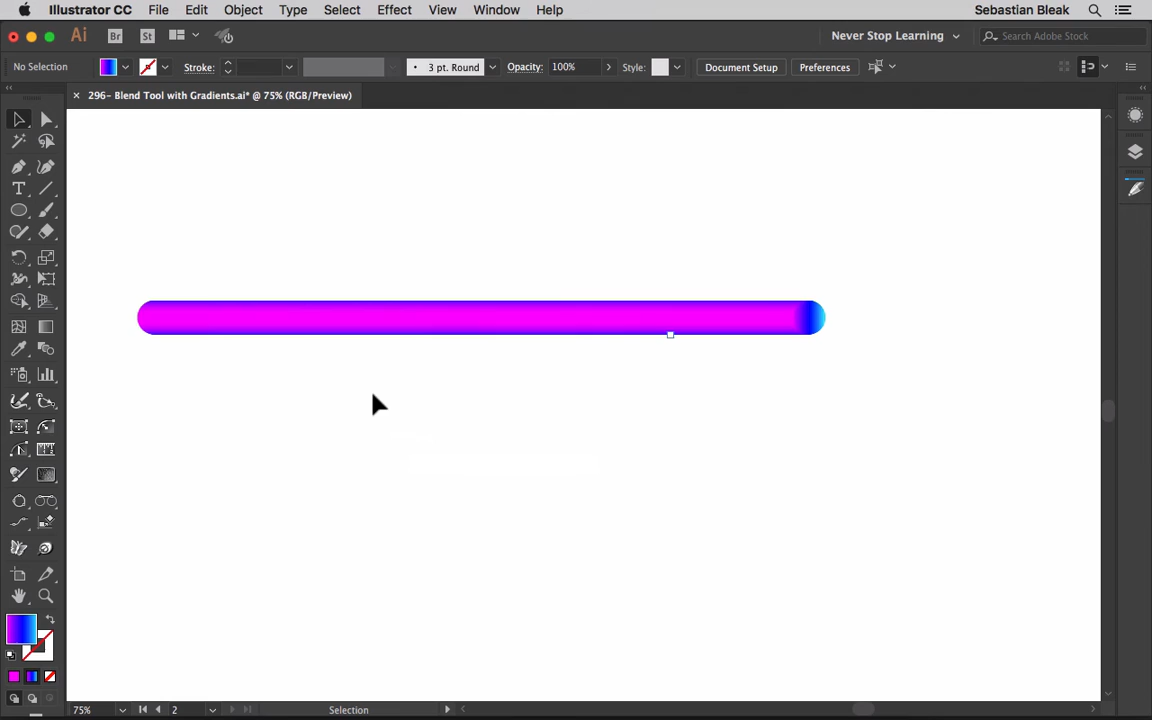 Illustrator CC File Edit Object Type Select Effect View Window Help Sebastian Bleak
Ai Br St Never Stop Learning Search Adobe Stock
No Selection Stroke: 3 pt. Round Opacity: 100% Style: Document Setup Preferences
× 296- Blend Tool with Gradients.ai* @ 75% (RGB/Preview)
T
75% 2 Selection